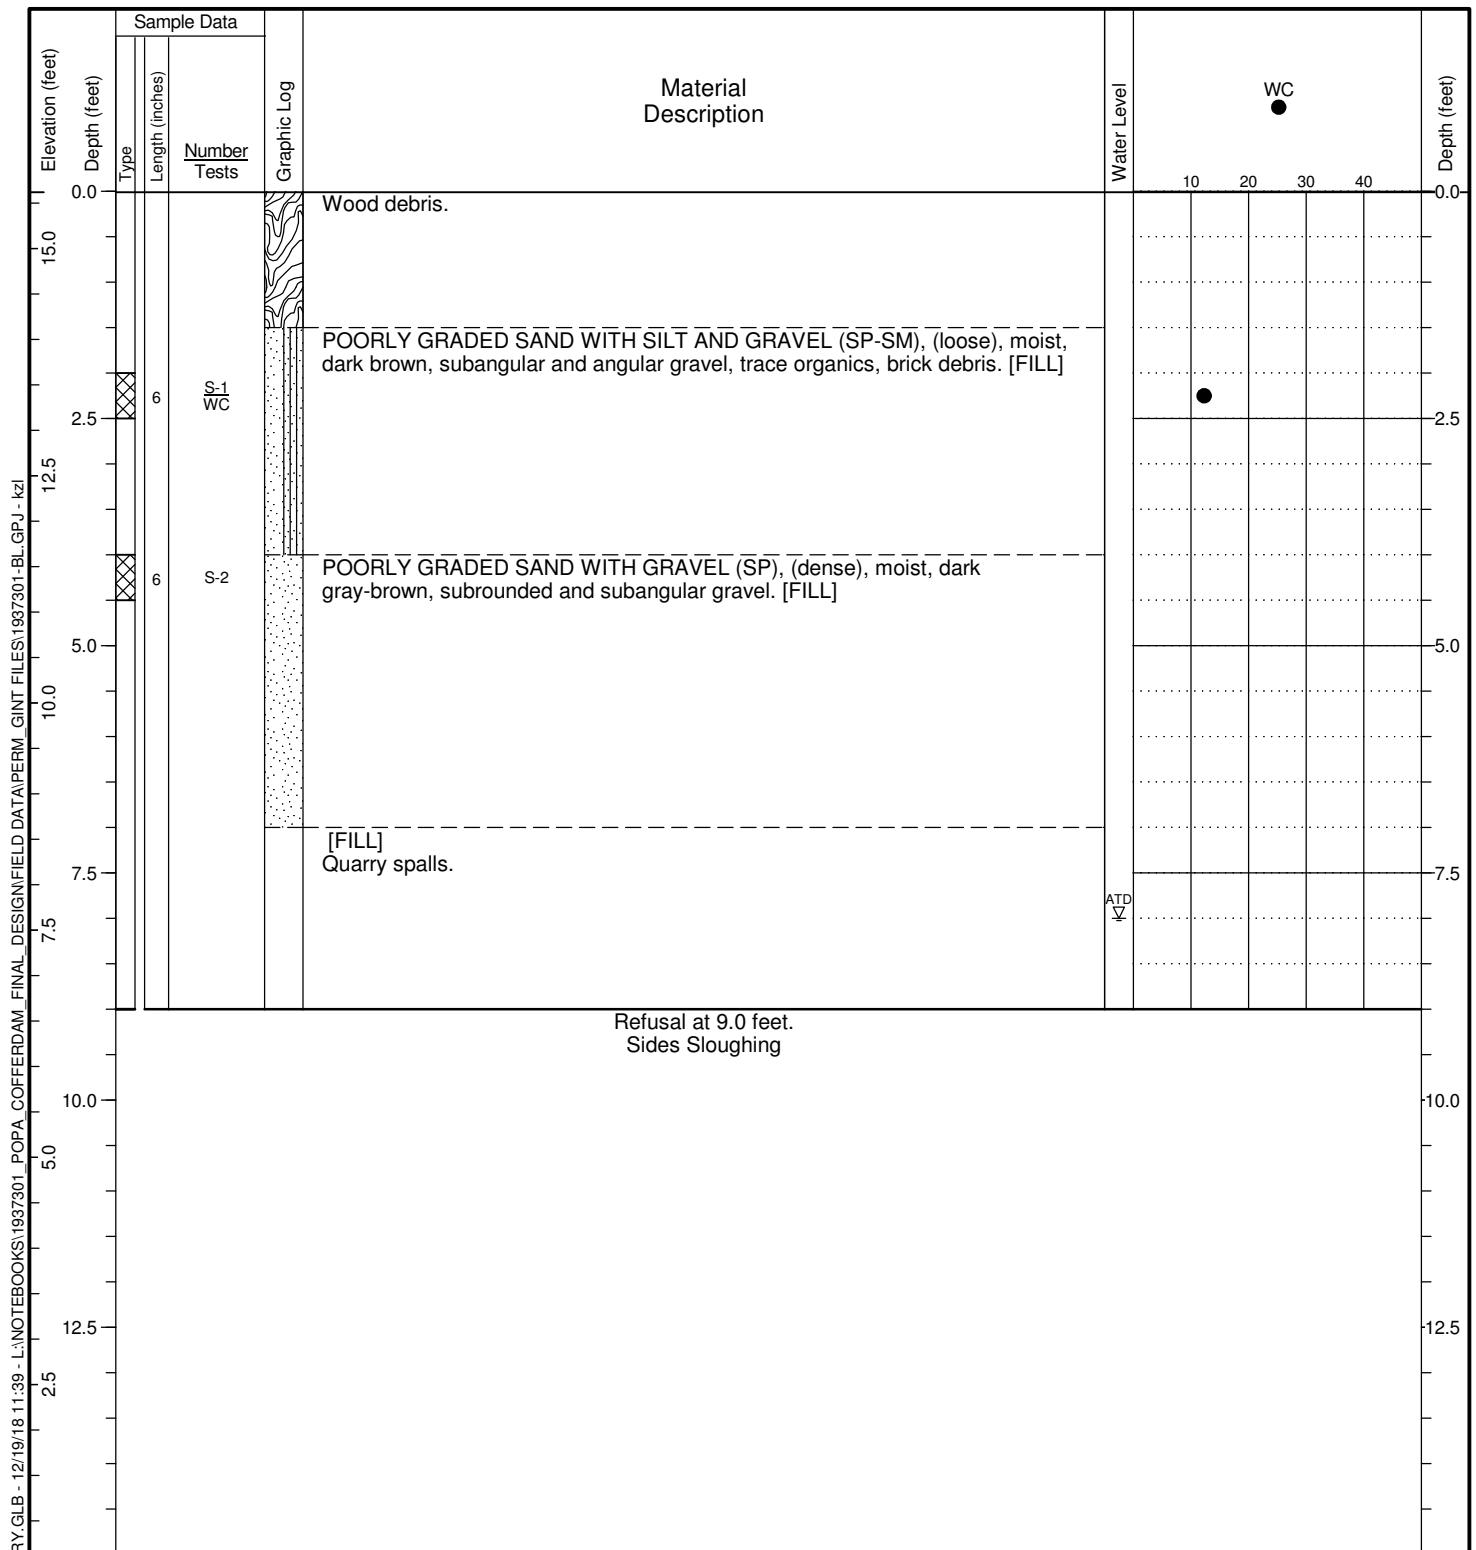 Sample Data
Elevation (feet)
Depth (feet)
Type
Length (inches)
Number
Tests
Graphic Log
Material
Description
Water Level
WC
Depth (feet)
10 20 30 40
0.0
0.0
Wood debris.
15.0
POORLY GRADED SAND WITH SILT AND GRAVEL (SP-SM), (loose), moist,
dark brown, subangular and angular gravel, trace organics, brick debris. [FILL]
6
S-1
WC
2.5
2.5
12.5
POORLY GRADED SAND WITH GRAVEL (SP), (dense), moist, dark
gray-brown, subrounded and subangular gravel. [FILL]
6
S-2
5.0
5.0
10.0
[FILL]
Quarry spalls.
7.5
7.5
ATD
7.5
Refusal at 9.0 feet.
Sides Sloughing
10.0
10.0
5.0
12.5
12.5
2.5
RY.GLB - 12/19/18 11:39 - L:\NOTEBOOKS\1937301_POPA_COFFERDAM_FINAL_DESIGN\FIELD DATA\PERM_GINT FILES\1937301-BL.GPJ - kzl